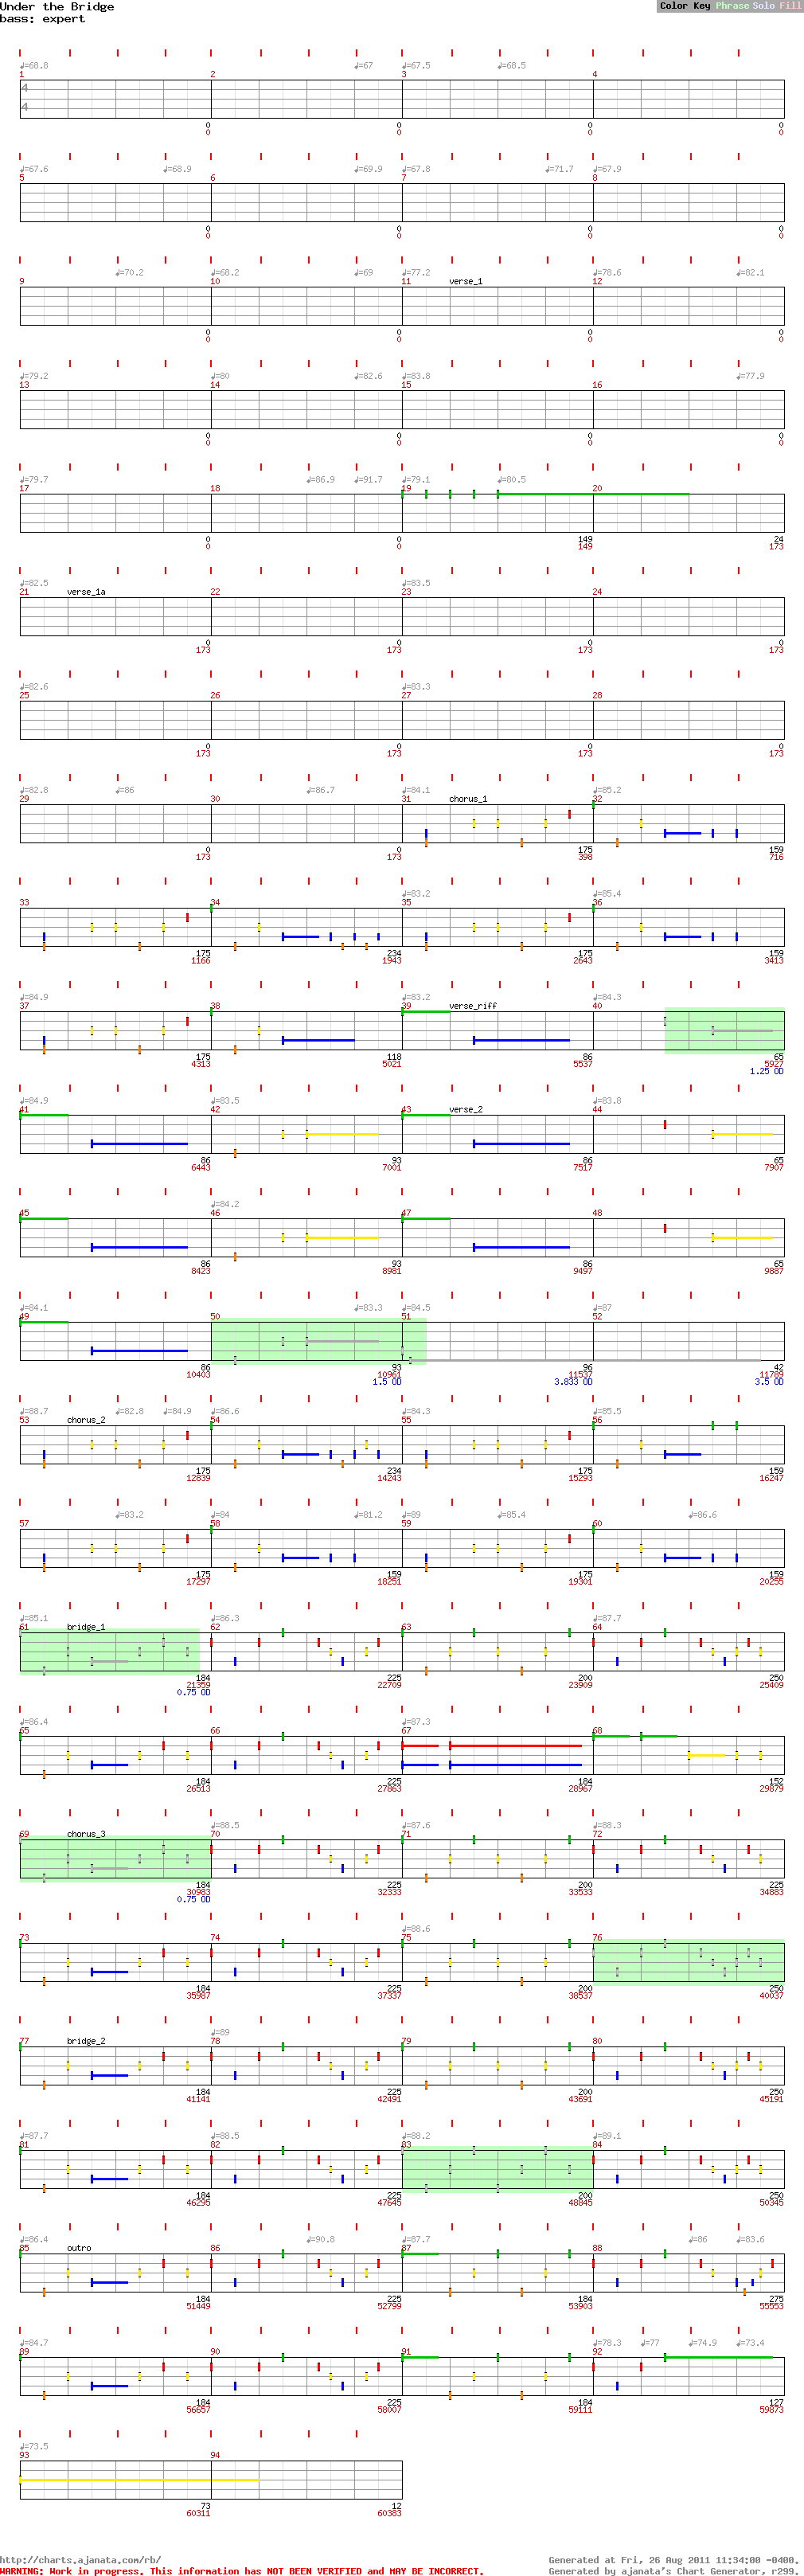 Under the Bridge
bass: expert
Color Key Phrase Solo Fill
♩=68.8 ♩=67 ♩=67.5 ♩=68.5
1 2 3 4
4
4
0 0 0 0
0 0 0 0
♩=67.6 ♩=68.9 ♩=69.9 ♩=67.8 ♩=71.7 ♩=67.9
5 6 7 8
0 0 0 0
0 0 0 0
♩=70.2 ♩=68.2 ♩=69 ♩=77.2 ♩=78.6 ♩=82.1
9 10 11 verse_1 12
0 0 0 0
0 0 0 0
♩=79.2 ♩=80 ♩=82.6 ♩=83.8 ♩=77.9
13 14 15 16
0 0 0 0
0 0 0 0
♩=79.7 ♩=86.9 ♩=91.7 ♩=79.1 ♩=80.5
17 18 19 20
0 0 149 24
0 0 149 173
♩=82.5 ♩=83.5
21 verse_1a 22 23 24
0 0 0 0
173 173 173 173
♩=82.6 ♩=83.3
25 26 27 28
0 0 0 0
173 173 173 173
♩=82.8 ♩=86 ♩=86.7 ♩=84.1 ♩=85.2
29 30 31 chorus_1 32
0 0 175 159
173 173 398 716
♩=83.2 ♩=85.4
33 34 35 36
175 234 175 159
1166 1943 2643 3413
♩=84.9 ♩=83.2 ♩=84.3
37 38 39 verse_riff 40
175 118 86 65
4313 5021 5537 5927
1.25 OD
♩=84.9 ♩=83.5 ♩=83.8
41 42 43 verse_2 44
86 93 86 65
6443 7001 7517 7907
♩=84.2
45 46 47 48
86 93 86 65
8423 8981 9497 9887
♩=84.1 ♩=83.3 ♩=84.5 ♩=87
49 50 51 52
86 93 96 42
10403 10961 11537 11789
1.5 OD 3.833 OD 3.5 OD
♩=88.7 ♩=82.8 ♩=84.9 ♩=86.6 ♩=84.3 ♩=85.5
53 chorus_2 54 55 56
175 234 175 159
12839 14243 15293 16247
♩=83.2 ♩=84 ♩=81.2 ♩=89 ♩=85.4 ♩=86.6
57 58 59 60
175 159 175 159
17297 18251 19301 20255
♩=85.1 ♩=86.3 ♩=87.7
61 bridge_1 62 63 64
184 225 200 250
21359 22709 23909 25409
0.75 OD
♩=86.4 ♩=87.3
65 66 67 68
184 225 184 152
26513 27863 28967 29879
♩=88.5 ♩=87.6 ♩=88.3
69 chorus_3 70 71 72
184 225 200 225
30983 32333 33533 34883
0.75 OD
♩=88.6
73 74 75 76
184 225 200 250
35987 37337 38537 40037
♩=89
77 bridge_2 78 79 80
184 225 200 250
41141 42491 43691 45191
♩=87.7 ♩=88.5 ♩=88.2 ♩=89.1
81 82 83 84
184 225 200 250
46295 47645 48845 50345
♩=86.4 ♩=90.8 ♩=87.7 ♩=86 ♩=83.6
85 outro 86 87 88
184 225 184 275
51449 52799 53903 55553
♩=84.7 ♩=78.3 ♩=77 ♩=74.9 ♩=73.4
89 90 91 92
184 225 184 127
56657 58007 59111 59873
♩=73.5
93 94
73 12
60311 60383
http://charts.ajanata.com/rb/ Generated at Fri, 26 Aug 2011 11:34:00 -0400.
WARNING: Work in progress. This information has NOT BEEN VERIFIED and MAY BE INCORRECT. Generated by ajanata's Chart Generator, r299.